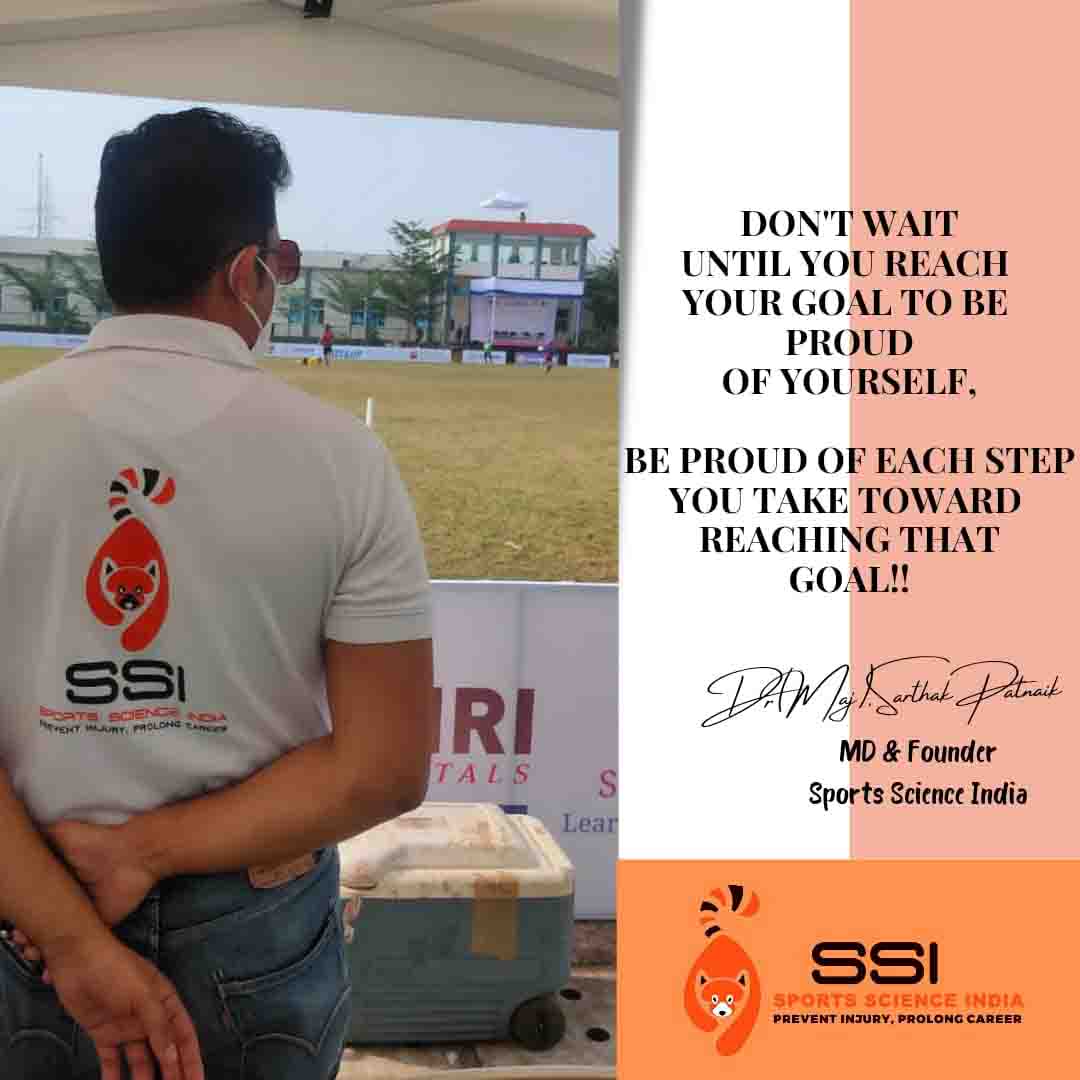 SSI
SPORTS SCIENCE INDIA
PREVENT INJURY, PROLONG CAREER
IRI
TALS
S
Lear
DON'T WAIT
UNTIL YOU REACH
YOUR GOAL TO BE
PROUD
OF YOURSELF,
BE PROUD OF EACH STEP
YOU TAKE TOWARD
REACHING THAT
GOAL!!
Sarthak Patnaik
MD & Founder
Sports Science India
SSI
SPORTS SCIENCE INDIA
PREVENT INJURY, PROLONG CAREER